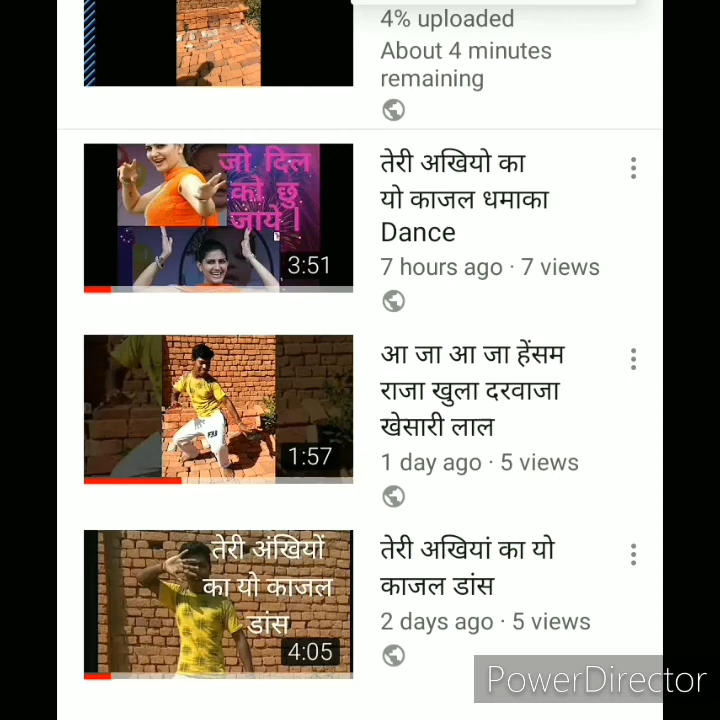 4% uploaded
About 4 minutes
remaining
जो दिल
को छु
जाये |
3:51
तेरी अखियो का
यो काजल धमाका
Dance
7 hours ago · 7 views
1:57
आ जा आ जा हेंसम
राजा खुला दरवाजा
खेसारी लाल
1 day ago · 5 views
तेरी अंखियों
का यो काजल
डांस
4:05
तेरी अखियां का यो
काजल डांस
2 days ago · 5 views
PowerDirector